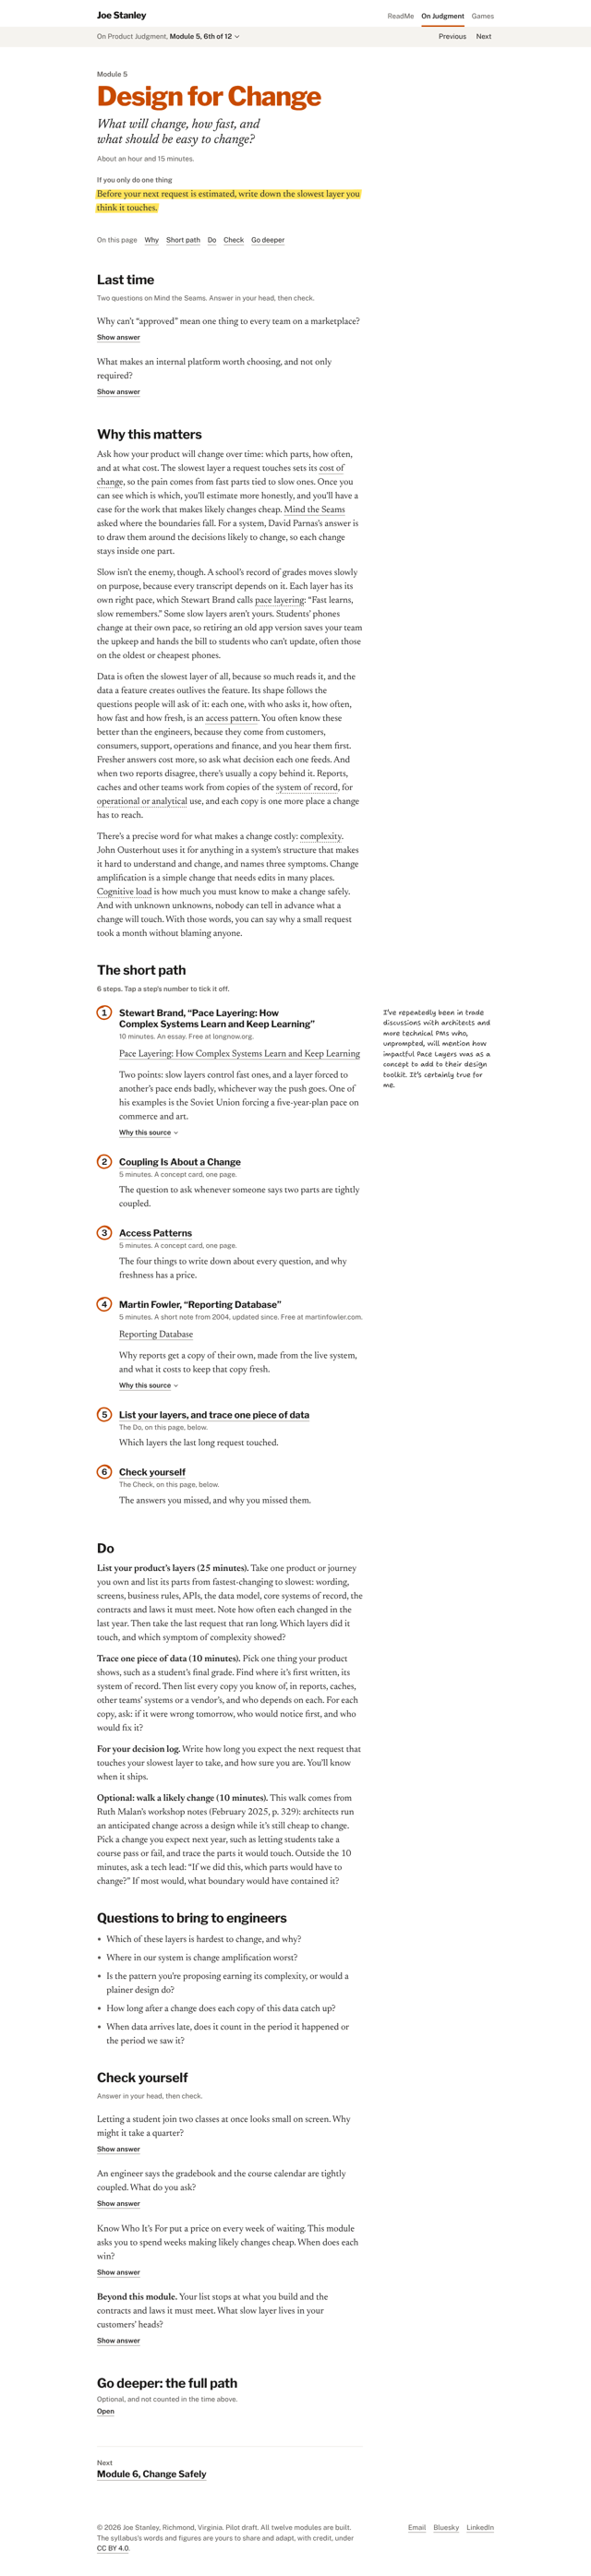 Joe Stanley
ReadMe On Judgment Games
On Product Judgment, Module 5, 6th of 12
Previous Next
Module 5
Design for Change
What will change, how fast, and
what should be easy to change?
About an hour and 15 minutes.
If you only do one thing
Before your next request is estimated, write down the slowest layer you
think it touches.
On this page Why Short path Do Check Go deeper
Last time
Two questions on Mind the Seams. Answer in your head, then check.
Why can't “approved” mean one thing to every team on a marketplace?
Show answer
What makes an internal platform worth choosing, and not only
required?
Show answer
Why this matters
Ask how your product will change over time: which parts, how often,
and at what cost. The slowest layer a request touches sets its cost of
change, so the pain comes from fast parts tied to slow ones. Once you
can see which is which, you'll estimate more honestly, and you'll have a
case for the work that makes likely changes cheap. Mind the Seams
asked where the boundaries fall. For a system, David Parnas's answer is
to draw them around the decisions likely to change, so each change
stays inside one part.
Slow isn't the enemy, though. A school's record of grades moves slowly
on purpose, because every transcript depends on it. Each layer has its
own right pace, which Stewart Brand calls pace layering: “Fast learns,
slow remembers.” Some slow layers aren't yours. Students' phones
change at their own pace, so retiring an old app version saves your team
the upkeep and hands the bill to students who can't update, often those
on the oldest or cheapest phones.
Data is often the slowest layer of all, because so much reads it, and the
data a feature creates outlives the feature. Its shape follows the
questions people will ask of it: each one, with who asks it, how often,
how fast and how fresh, is an access pattern. You often know these
better than the engineers, because they come from customers,
consumers, support, operations and finance, and you hear them first.
Fresher answers cost more, so ask what decision each one feeds. And
when two reports disagree, there's usually a copy behind it. Reports,
caches and other teams work from copies of the system of record, for
operational or analytical use, and each copy is one more place a change
has to reach.
There's a precise word for what makes a change costly: complexity.
John Ousterhout uses it for anything in a system's structure that makes
it hard to understand and change, and names three symptoms. Change
amplification is a simple change that needs edits in many places.
Cognitive load is how much you must know to make a change safely.
And with unknown unknowns, nobody can tell in advance what a
change will touch. With those words, you can say why a small request
took a month without blaming anyone.
The short path
6 steps. Tap a step's number to tick it off.
1
Stewart Brand, “Pace Layering: How
Complex Systems Learn and Keep Learning”
10 minutes. An essay. Free at longnow.org.
Pace Layering: How Complex Systems Learn and Keep Learning
Two points: slow layers control fast ones, and a layer forced to
another's pace ends badly, whichever way the push goes. One of
his examples is the Soviet Union forcing a five-year-plan pace on
commerce and art.
Why this source
I've repeatedly been in trade
discussions with architects and
more technical PMs who,
unprompted, will mention how
impactful Pace Layers was as a
concept to add to their design
toolkit. It's certainly true for
me.
2
Coupling Is About a Change
5 minutes. A concept card, one page.
The question to ask whenever someone says two parts are tightly
coupled.
3
Access Patterns
5 minutes. A concept card, one page.
The four things to write down about every question, and why
freshness has a price.
4
Martin Fowler, “Reporting Database”
5 minutes. A short note from 2004, updated since. Free at martinfowler.com.
Reporting Database
Why reports get a copy of their own, made from the live system,
and what it costs to keep that copy fresh.
Why this source
5
List your layers, and trace one piece of data
The Do, on this page, below.
Which layers the last long request touched.
6
Check yourself
The Check, on this page, below.
The answers you missed, and why you missed them.
Do
List your product's layers (25 minutes). Take one product or journey
you own and list its parts from fastest-changing to slowest: wording,
screens, business rules, APIs, the data model, core systems of record, the
contracts and laws it must meet. Note how often each changed in the
last year. Then take the last request that ran long. Which layers did it
touch, and which symptom of complexity showed?
Trace one piece of data (10 minutes). Pick one thing your product
shows, such as a student's final grade. Find where it's first written, its
system of record. Then list every copy you know of, in reports, caches,
other teams' systems or a vendor's, and who depends on each. For each
copy, ask: if it were wrong tomorrow, who would notice first, and who
would fix it?
For your decision log. Write how long you expect the next request that
touches your slowest layer to take, and how sure you are. You'll know
when it ships.
Optional: walk a likely change (10 minutes). This walk comes from
Ruth Malan's workshop notes (February 2025, p. 329): architects run
an anticipated change across a design while it's still cheap to change.
Pick a change you expect next year, such as letting students take a
course pass or fail, and trace the parts it would touch. Outside the 10
minutes, ask a tech lead: “If we did this, which parts would have to
change?” If most would, what boundary would have contained it?
Questions to bring to engineers
• Which of these layers is hardest to change, and why?
• Where in our system is change amplification worst?
• Is the pattern you're proposing earning its complexity, or would a
plainer design do?
• How long after a change does each copy of this data catch up?
• When data arrives late, does it count in the period it happened or
the period we saw it?
Check yourself
Answer in your head, then check.
Letting a student join two classes at once looks small on screen. Why
might it take a quarter?
Show answer
An engineer says the gradebook and the course calendar are tightly
coupled. What do you ask?
Show answer
Know Who It's For put a price on every week of waiting. This module
asks you to spend weeks making likely changes cheap. When does each
win?
Show answer
Beyond this module. Your list stops at what you build and the
contracts and laws it must meet. What slow layer lives in your
customers' heads?
Show answer
Go deeper: the full path
Optional, and not counted in the time above.
Open
Next
Module 6, Change Safely
© 2026 Joe Stanley, Richmond, Virginia. Pilot draft. All twelve modules are built.
The syllabus's words and figures are yours to share and adapt, with credit, under
CC BY 4.0.
Email Bluesky LinkedIn